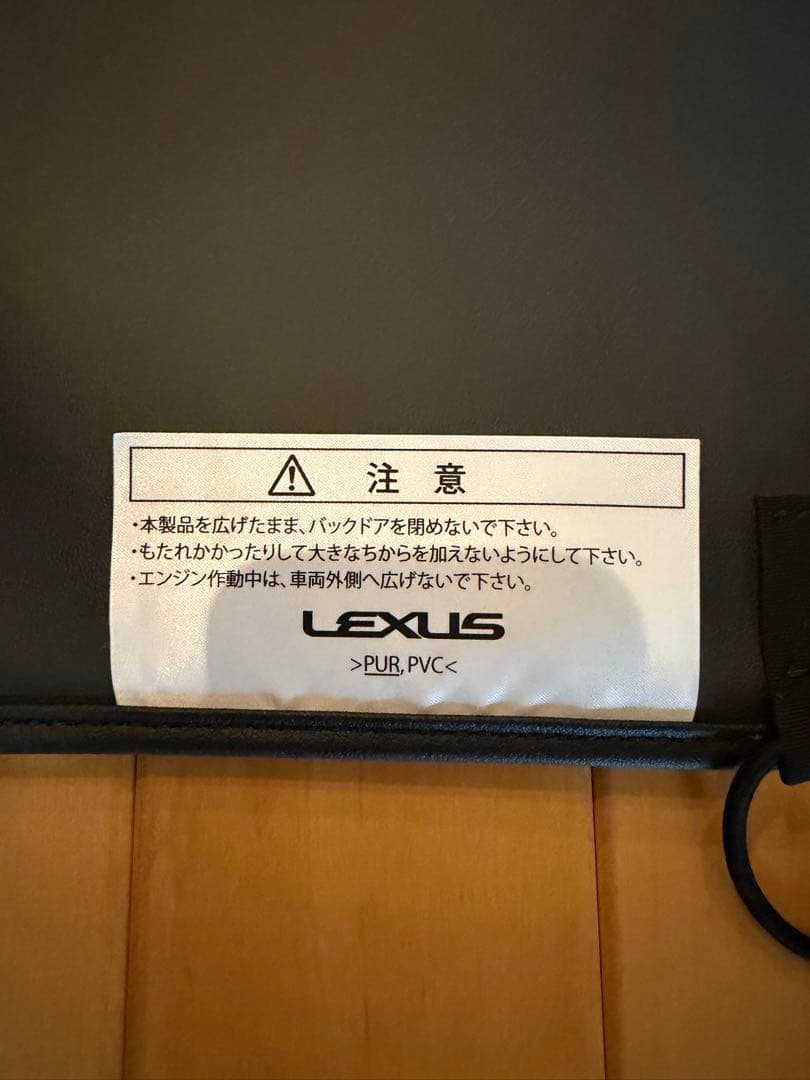 注 意
・本製品を広げたまま、バックドアを閉めないで下さい。
・もたれかかったりして大きなちからを加えないようにして下さい。
・エンジン作動中は、車両外側へ広げないで下さい。
LEXUS
>PUR, PVC<